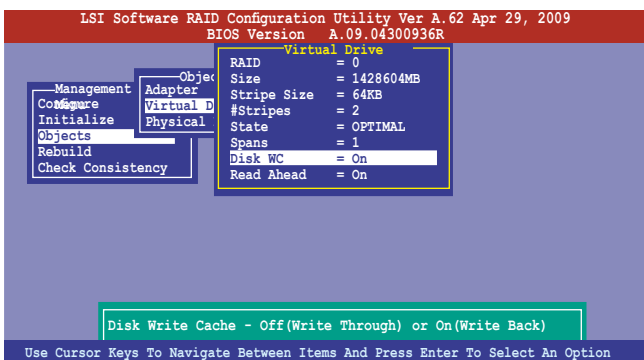 LSI Software RAID Configuration Utility Ver A.62 Apr 29, 2009
BIOS Version A.09.04300936R
Management Menu
Configure
Initialize
Objects
Rebuild
Check Consistency
Objec
Adapter
Virtual D
Physical
Virtual Drive
RAID = 0
Size = 1428604MB
Stripe Size = 64KB
#Stripes = 2
State = OPTIMAL
Spans = 1
Disk WC = On
Read Ahead = On
Disk Write Cache - Off(Write Through) or On(Write Back)
Use Cursor Keys To Navigate Between Items And Press Enter To Select An Option